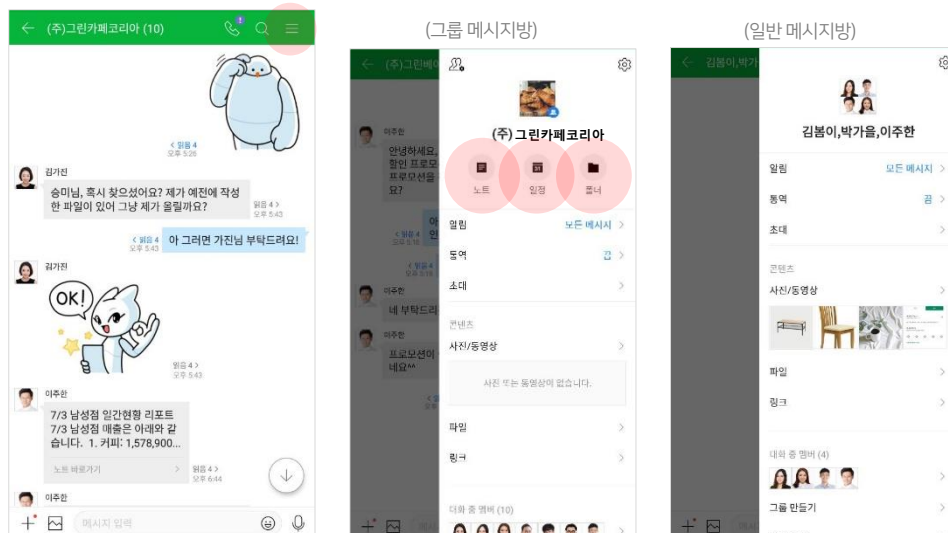 (주)그린카페코리아 (10)
< 읽음 4
오후 5:26
김가진
승미님, 혹시 찾으셨어요? 제가 예전에 작성
한 파일이 있어 그냥 제가 올릴까요?
읽음 4 >
오후 5:43
< 읽음 4
오후 5:43
아 그러면 가진님 부탁드려요!
김가진
OK!
읽음 4 >
오후 5:43
이주한
7/3 남성점 일간현황 리포트
7/3 남성점 매출은 아래와 같
습니다. 1. 커피: 1,578,900...
노트 바로가기
읽음 4 >
오후 6:44
이주한
메시지 입력
(그룹 메시지방)
(주)그린베
이주한
안녕하세요,
할인 프로모
프로모션을
요?
이주한
네 부탁드리
이주한
프로모션이
네요^^
(주)그린카페코리아
노트
일정
폴더
알림
모든 메시지
통역
끔
초대
콘텐츠
사진/동영상
사진 또는 동영상이 없습니다.
파일
링크
대화 중 멤버 (10)
(일반 메시지방)
김봄이,박가
김봄이,박가을,이주한
알림
모든 메시지
통역
끔
초대
콘텐츠
사진/동영상
파일
링크
대화 중 멤버 (4)
그룹 만들기